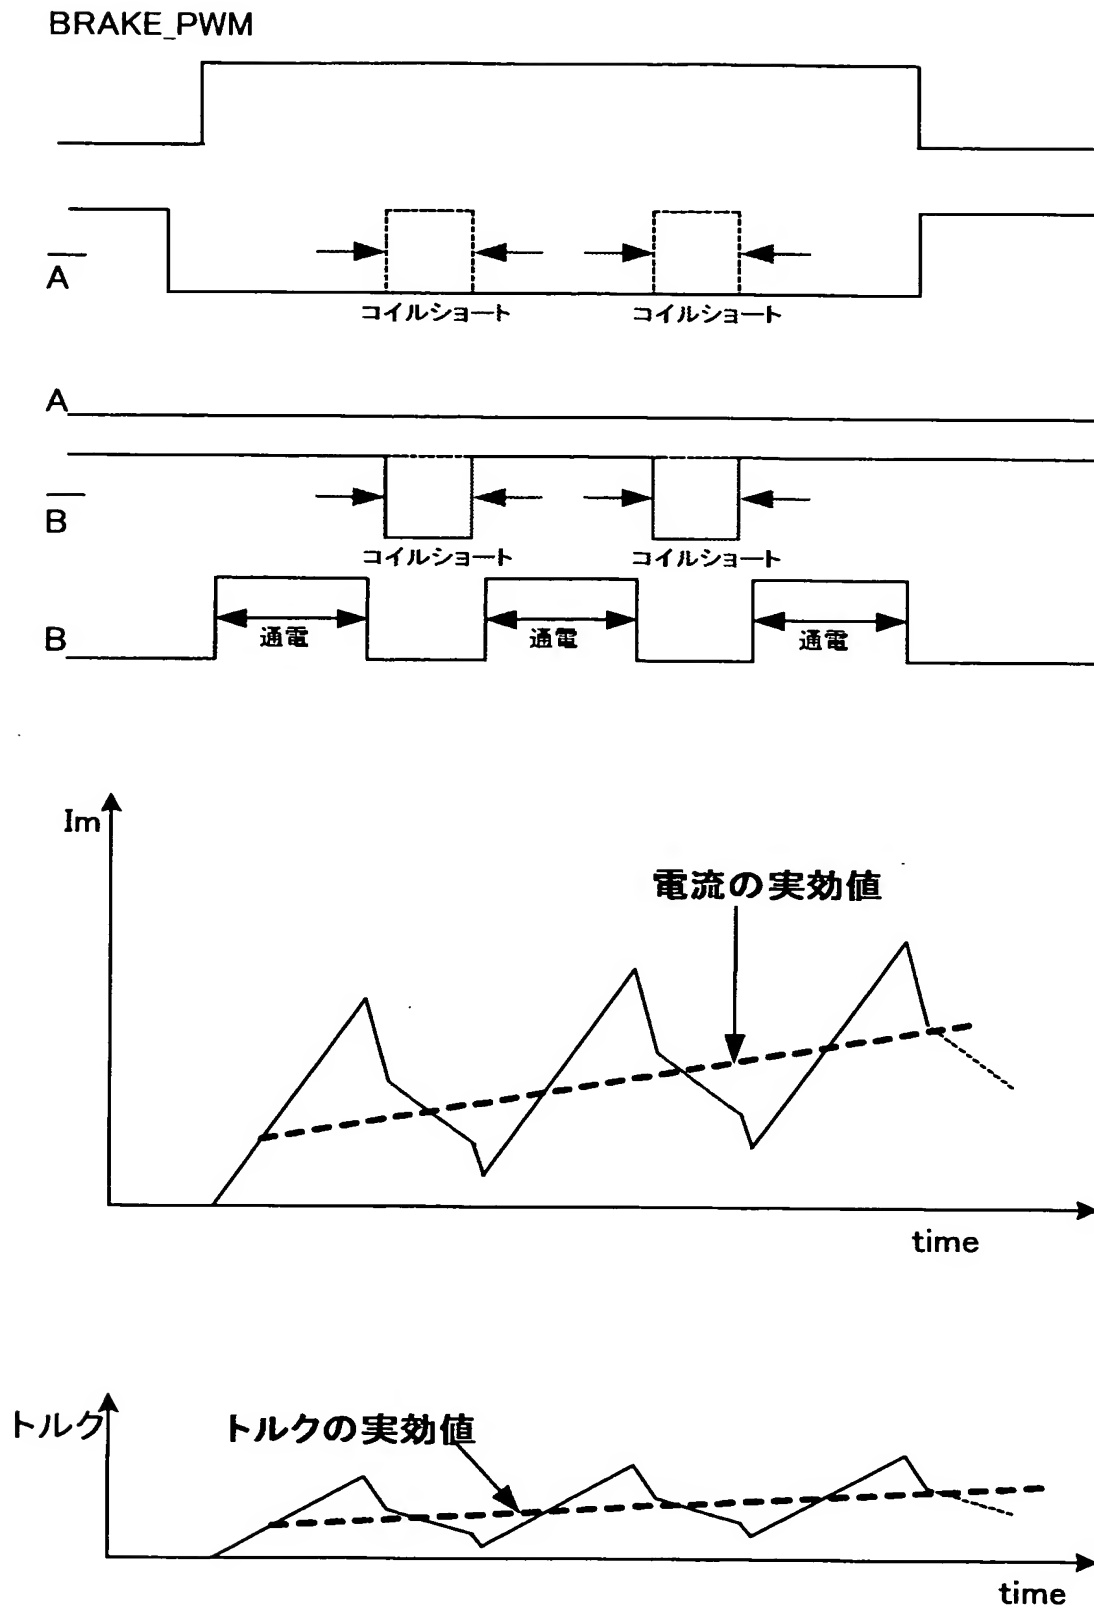 BRAKE_PWM
A
コイルショート コイルショート
A
B
コイルショート コイルショート
B 通電 通電 通電
Im
電流の実効値
time
トルク トルクの実効値
time